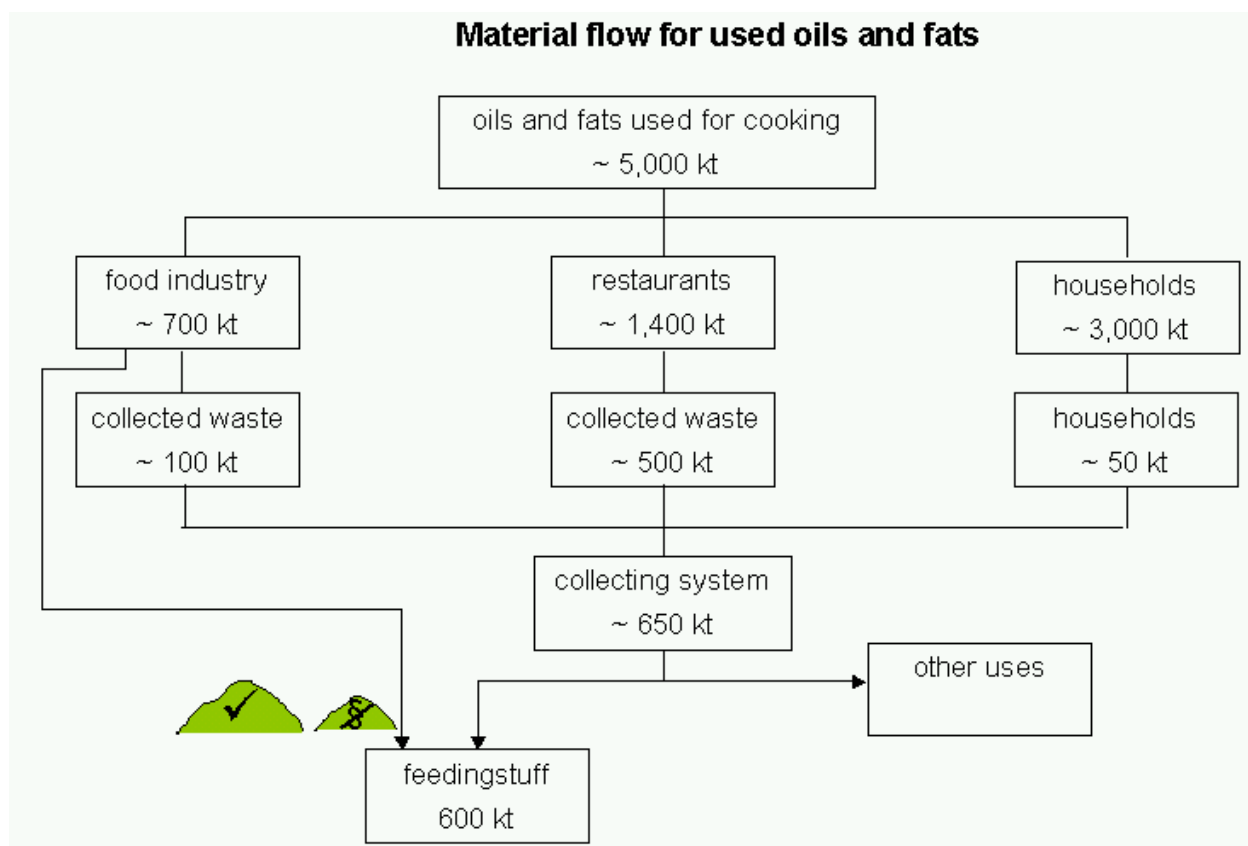 Material flow for used oils and fats
oils and fats used for cooking
~ 5,000 kt
food industry
~ 700 kt
restaurants
~ 1,400 kt
households
~ 3,000 kt
collected waste
~ 100 kt
collected waste
~ 500 kt
households
~ 50 kt
collecting system
~ 650 kt
other uses
§
feedingstuff
600 kt